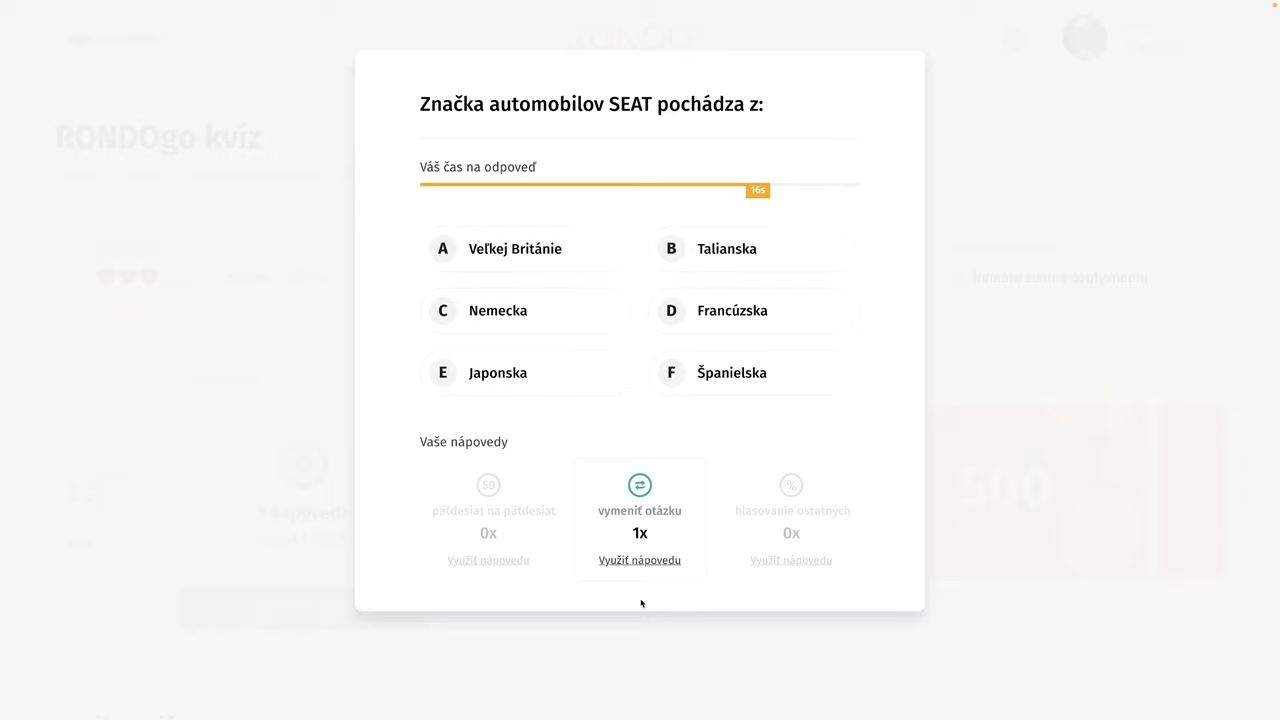 RONDOgo kvíz
Značka automobilov SEAT pochádza z:
Váš čas na odpoveď
16s
A Veľkej Británie
B Talianska
C Nemecka
D Francúzska
E Japonska
F Španielska
Vaše nápovedy
50
%
päťdesiat na päťdesiat
vymeniť otázku
hlasovanie ostatných
0x
1x
0x
Využiť nápovedu
Využiť nápovedu
Využiť nápovedu
500